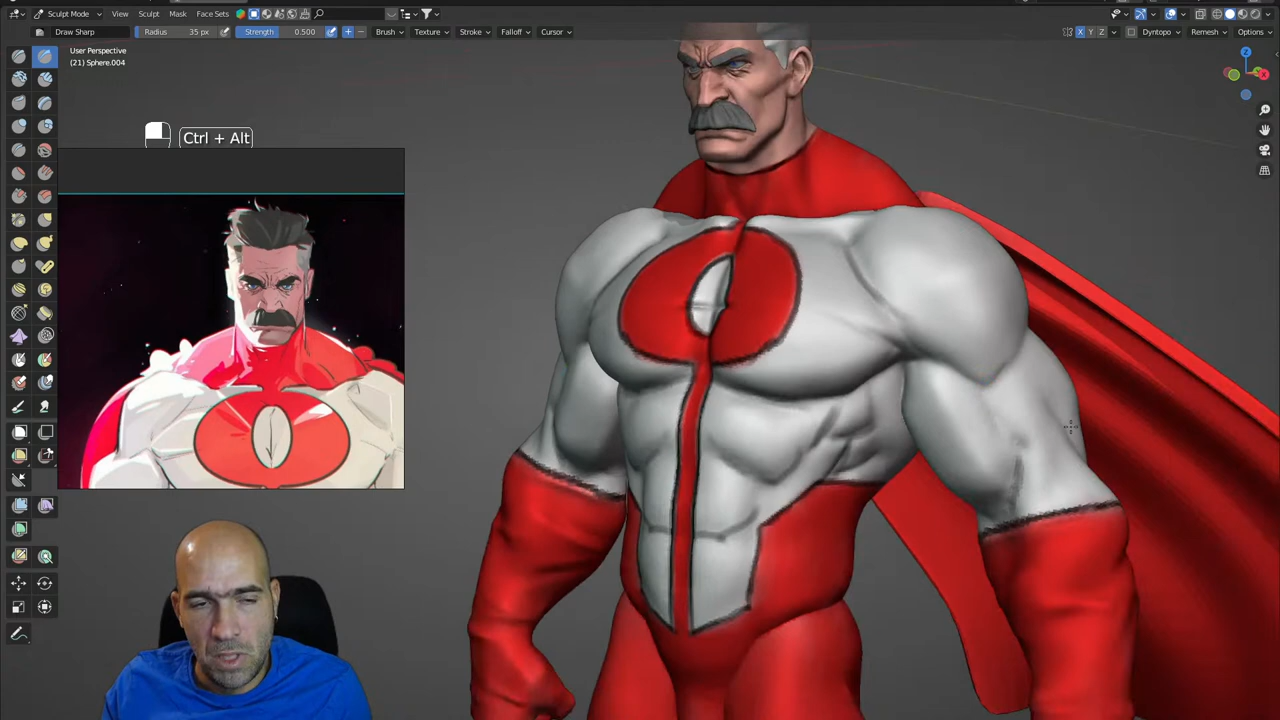 Sculpt Mode View Sculpt Mask Face Sets
Draw Sharp Radius 35 px Strength 0.500 Brush Texture Stroke Falloff Cursor X Y Z Dyntopo Remesh Options
User Perspective
(21) Sphere.004
Ctrl + Alt
Z